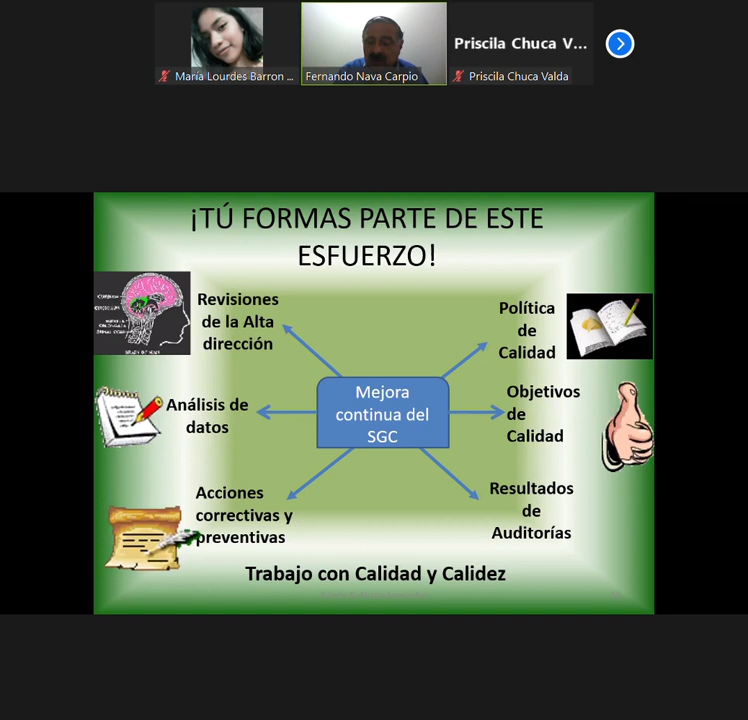 Priscila Chuca V...
María Lourdes Barron ...
Fernando Nava Carpio
Priscila Chuca Valda
¡TÚ FORMAS PARTE DE ESTE
ESFUERZO!
Revisiones
de la Alta
dirección
Política
de
Calidad
Mejora
continua del
SGC
Análisis de
datos
Objetivos
de
Calidad
Acciones
correctivas y
preventivas
Resultados
de
Auditorías
Trabajo con Calidad y Calidez